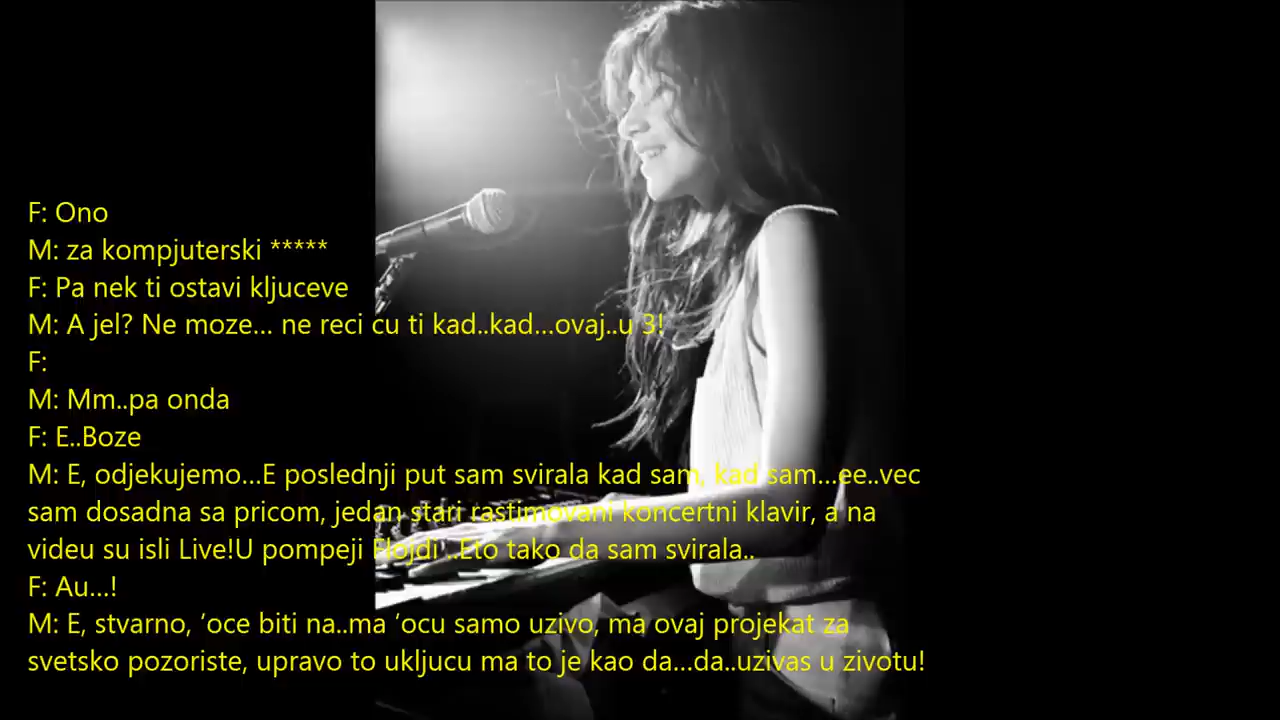 F: Ono
M: za kompjuterski *****
F: Pa nek ti ostavi kljuceve
M: A jel? Ne moze... ne reci cu ti kad..kad...ovaj..u 3!
F:
M: Mm..pa onda
F: E..Boze
M: E, odjekujemo...E poslednji put sam svirala kad sam, kad sam...ee..vec
sam dosadna sa pricom, jedan stari rastimovani koncertni klavir, a na
videu su isli Live!U pompeji Flojdi ..Eto tako da sam svirala..
F: Au...!
M: E, stvarno, ‘oce biti na..ma ‘ocu samo uzivo, ma ovaj projekat za
svetsko pozoriste, upravo to ukljucu ma to je kao da...da..uzivas u zivotu!